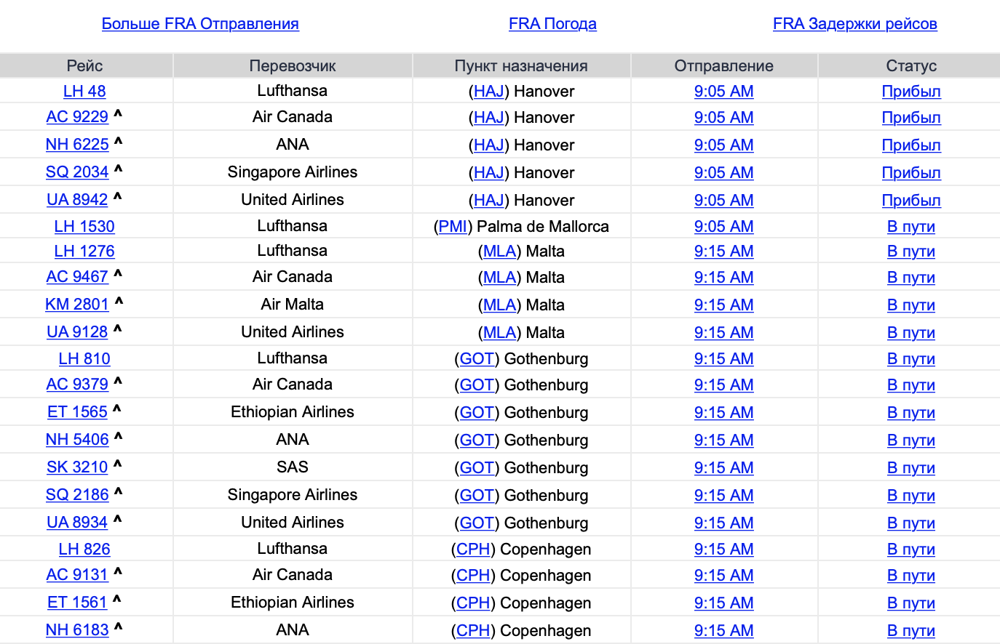 Больше FRA Отправления FRA Погода FRA Задержки рейсов
Рейс Перевозчик Пункт назначения Отправление Статус
LH 48 Lufthansa (HAJ) Hanover 9:05 AM Прибыл
AC 9229 ^ Air Canada (HAJ) Hanover 9:05 AM Прибыл
NH 6225 ^ ANA (HAJ) Hanover 9:05 AM Прибыл
SQ 2034 ^ Singapore Airlines (HAJ) Hanover 9:05 AM Прибыл
UA 8942 ^ United Airlines (HAJ) Hanover 9:05 AM Прибыл
LH 1530 Lufthansa (PMI) Palma de Mallorca 9:05 AM В пути
LH 1276 Lufthansa (MLA) Malta 9:15 AM В пути
AC 9467 ^ Air Canada (MLA) Malta 9:15 AM В пути
KM 2801 ^ Air Malta (MLA) Malta 9:15 AM В пути
UA 9128 ^ United Airlines (MLA) Malta 9:15 AM В пути
LH 810 Lufthansa (GOT) Gothenburg 9:15 AM В пути
AC 9379 ^ Air Canada (GOT) Gothenburg 9:15 AM В пути
ET 1565 ^ Ethiopian Airlines (GOT) Gothenburg 9:15 AM В пути
NH 5406 ^ ANA (GOT) Gothenburg 9:15 AM В пути
SK 3210 ^ SAS (GOT) Gothenburg 9:15 AM В пути
SQ 2186 ^ Singapore Airlines (GOT) Gothenburg 9:15 AM В пути
UA 8934 ^ United Airlines (GOT) Gothenburg 9:15 AM В пути
LH 826 Lufthansa (CPH) Copenhagen 9:15 AM В пути
AC 9131 ^ Air Canada (CPH) Copenhagen 9:15 AM В пути
ET 1561 ^ Ethiopian Airlines (CPH) Copenhagen 9:15 AM В пути
NH 6183 ^ ANA (CPH) Copenhagen 9:15 AM В пути